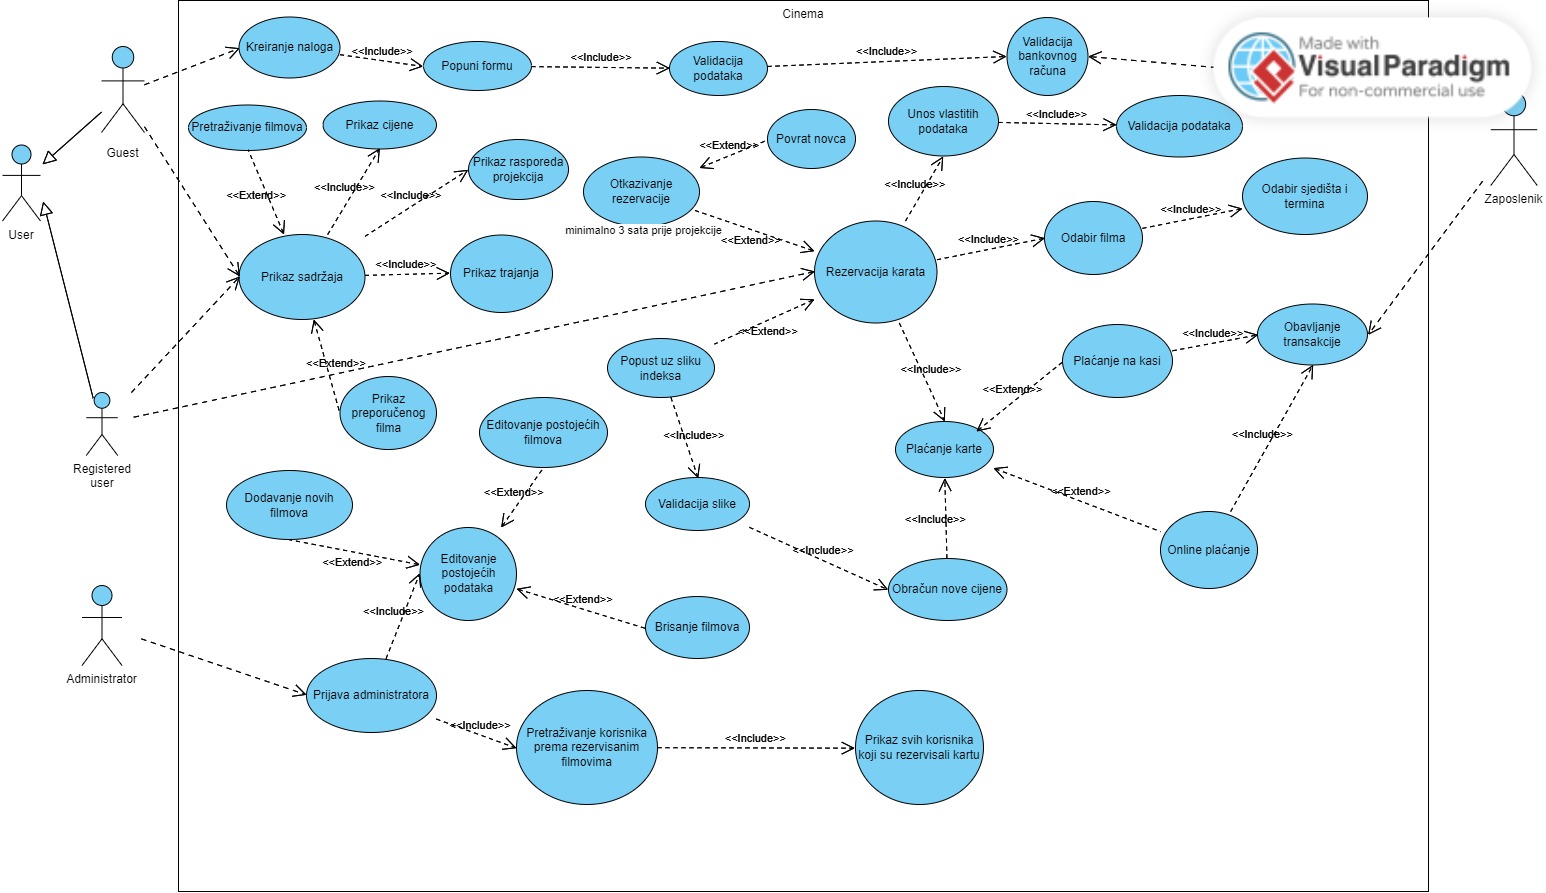 Cinema
Made with
VisualParadigm
For non-commercial use
Kreiranje naloga
<<Include>>
Popuni formu
<<Include>>
Validacija
podataka
<<Include>>
Validacija
bankovnog
računa
Guest
User
Registered
user
Administrator
Zaposlenik
Pretraživanje filmova
<<Extend>>
Prikaz cijene
<<Include>>
Prikaz rasporeda
projekcija
<<Include>>
Prikaz sadržaja
<<Include>>
Prikaz trajanja
<<Extend>>
Prikaz
preporučenog
filma
Povrat novca
<<Extend>>
Otkazivanje
rezervacije
minimalno 3 sata prije projekcije
<<Extend>>
Unos vlastitih
podataka
<<Include>>
Validacija podataka
<<Include>>
Rezervacija karata
<<Include>>
Odabir filma
<<Include>>
Odabir sjedišta i
termina
<<Extend>>
Popust uz sliku
indeksa
<<Include>>
Validacija slike
<<Include>>
Obračun nove cijene
<<Include>>
Plaćanje karte
<<Include>>
<<Extend>>
Plaćanje na kasi
<<Include>>
Obavljanje
transakcije
<<Include>>
<<Extend>>
Online plaćanje
Editovanje postojećih
filmova
<<Extend>>
Dodavanje novih
filmova
<<Extend>>
Editovanje
postojećih
podataka
<<Extend>>
Brisanje filmova
<<Include>>
Prijava administratora
<<Include>>
Pretraživanje korisnika
prema rezervisanim
filmovima
<<Include>>
Prikaz svih korisnika
koji su rezervisali kartu